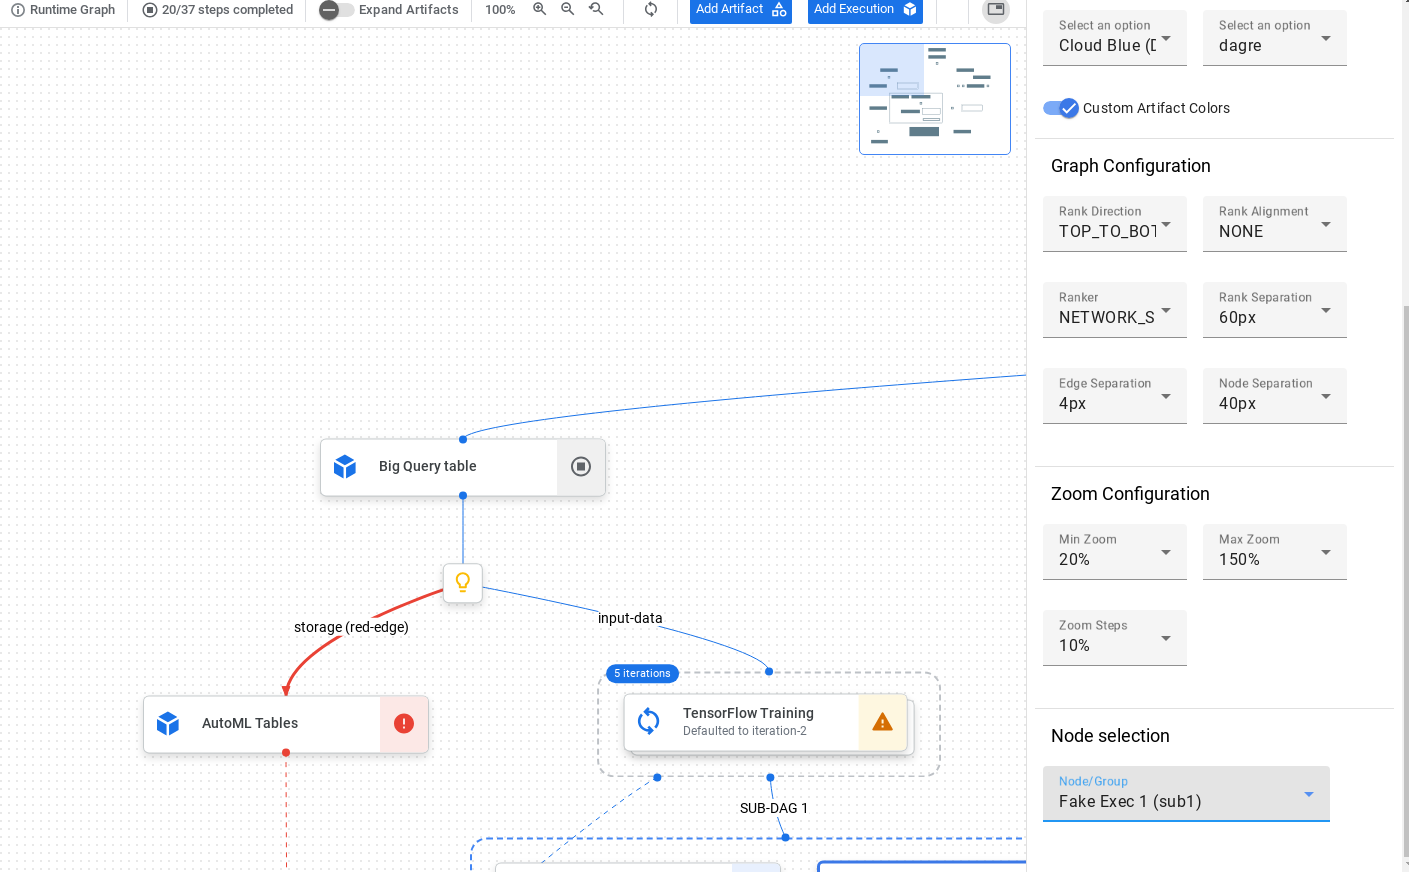 Runtime Graph
20/37 steps completed
Expand Artifacts
100%
Add Artifact
Add Execution
Select an option
Cloud Blue (D
Select an option
dagre
Custom Artifact Colors
Graph Configuration
Rank Direction
TOP_TO_BOT
Rank Alignment
NONE
Ranker
NETWORK_S
Rank Separation
60px
Edge Separation
4px
Node Separation
40px
Zoom Configuration
Min Zoom
20%
Max Zoom
150%
Zoom Steps
10%
Node selection
Node/Group
Fake Exec 1 (sub1)
Big Query table
storage (red-edge)
input-data
5 iterations
AutoML Tables
TensorFlow Training
Defaulted to iteration-2
SUB-DAG 1